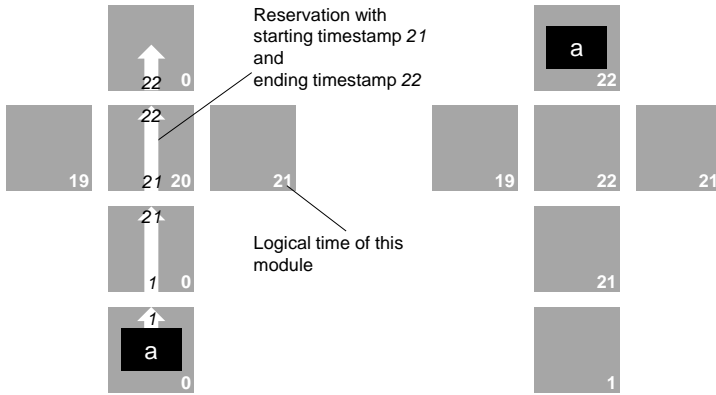 Reservation with
starting timestamp 21
and
ending timestamp 22
a
22 0
22
22
19
21 20
21
19
22
21
21
Logical time of this
module
1 0
21
1
a
0
1